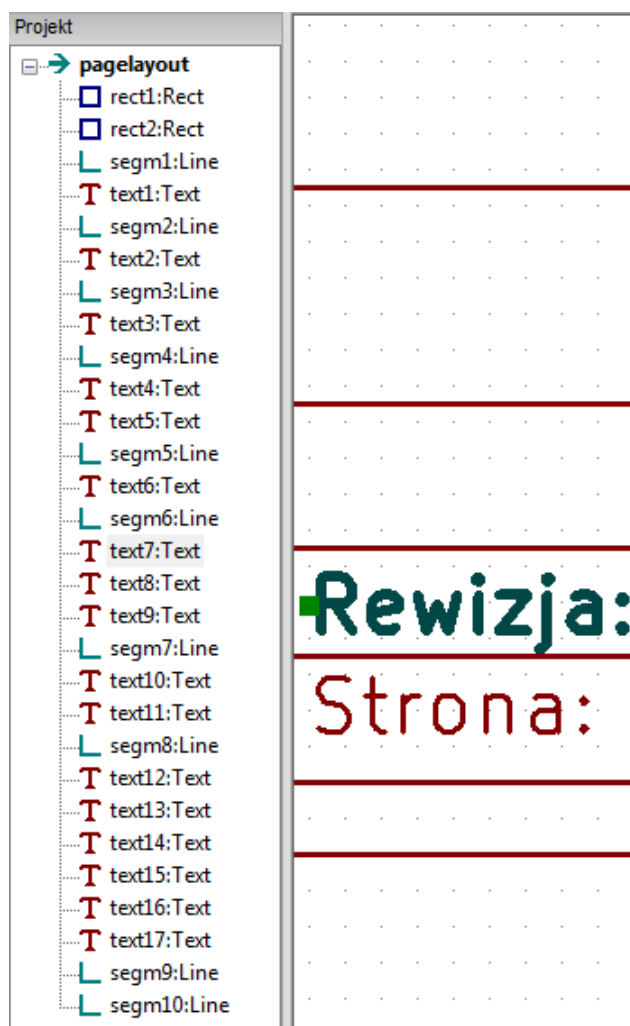 Projekt
pagelayout
rect1:Rect
rect2:Rect
segm1:Line
text1:Text
segm2:Line
text2:Text
segm3:Line
text3:Text
segm4:Line
text4:Text
text5:Text
segm5:Line
text6:Text
segm6:Line
text7:Text
text8:Text
text9:Text
segm7:Line
text10:Text
text11:Text
segm8:Line
text12:Text
text13:Text
text14:Text
text15:Text
text16:Text
text17:Text
segm9:Line
segm10:Line
Rewizja:
Strona: